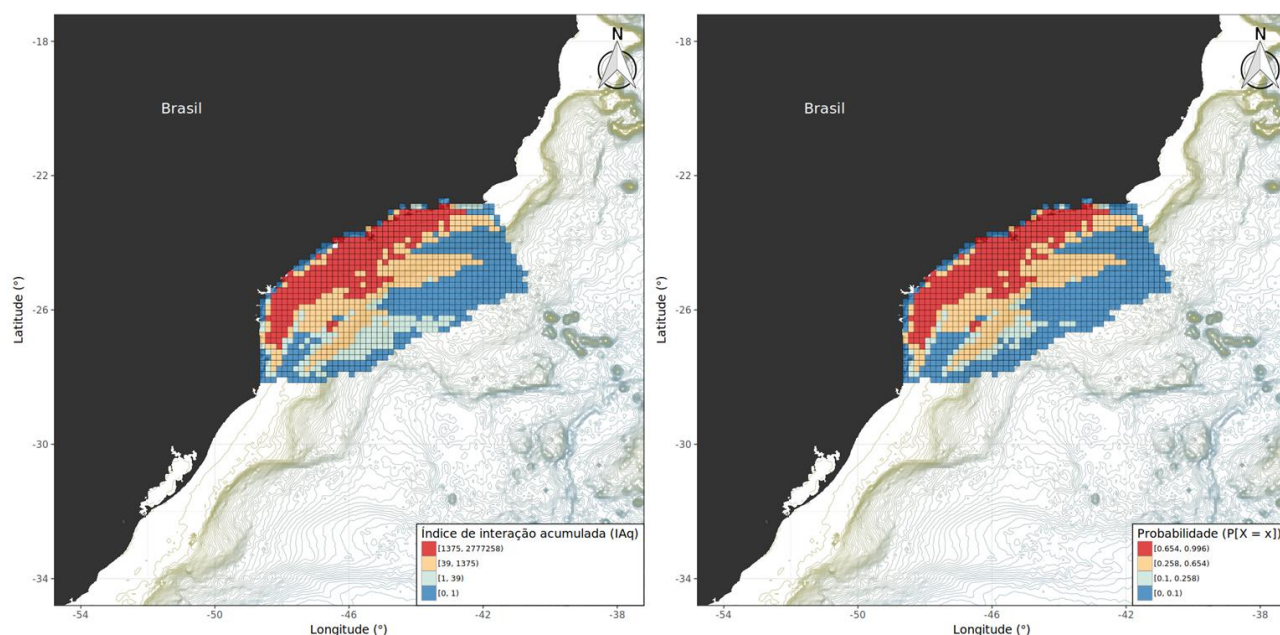 N
-18
Brasil
-22
Latitude (°)
-26
-30
-34
Índice de interação acumulada (IAq)
[1375, 2777258)
[39, 1375)
[1, 39)
[0, 1)
-54
-50
-46
-42
-38
Longitude (°)
N
-18
Brasil
-22
Latitude (°)
-26
-30
-34
Probabilidade (P[X = x])
[0.654, 0.996]
[0.258, 0.654)
[0.1, 0.258)
[0, 0.1)
-54
-50
-46
-42
-38
Longitude (°)